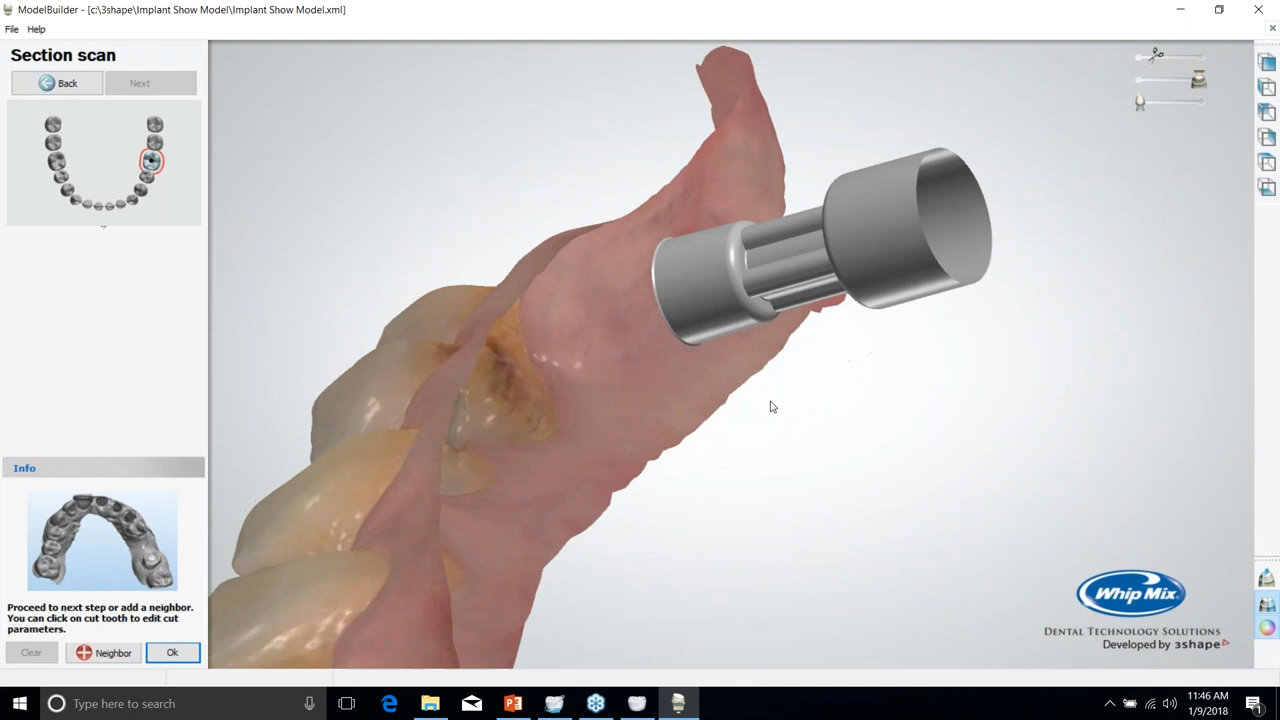 ModelBuilder - [c:\3shape\Implant Show Model\Implant Show Model.xml]
File Help
Section scan
Back Next
Info
Proceed to next step or add a neighbor.
You can click on cut tooth to edit cut
parameters.
Clear Neighbor Ok
Whip Mix
DENTAL TECHNOLOGY SOLUTIONS
Developed by 3shape
Type here to search
11:46 AM
1/9/2018
1